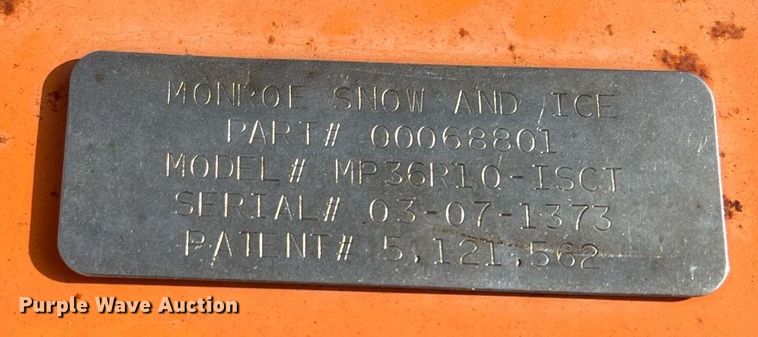 MONROE SNOW AND ICE
PART# 00068801
MODEL# MP36R10-ISCT
SERIAL# 03-07-1373
PATENT# 5,121,562
Purple Wave Auction